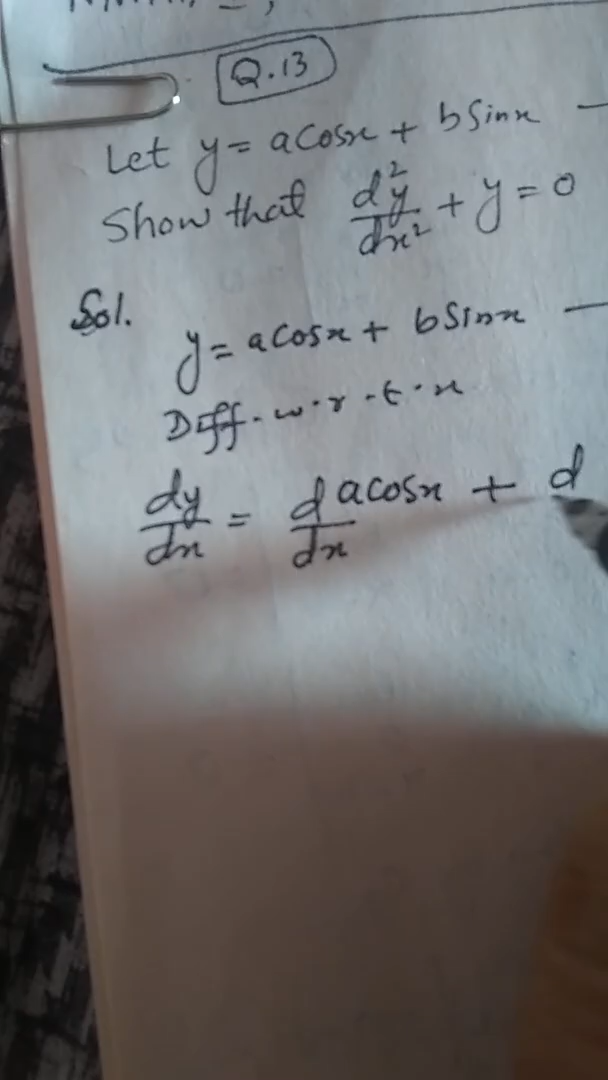 Q.13
Let y = a cosx + b sinx —
Show that d²y/dx² + y = 0
Sol.
y = a cosx + b sinx —
Diff. w.r.t.x
dy/dx = d/dx a cosx + d